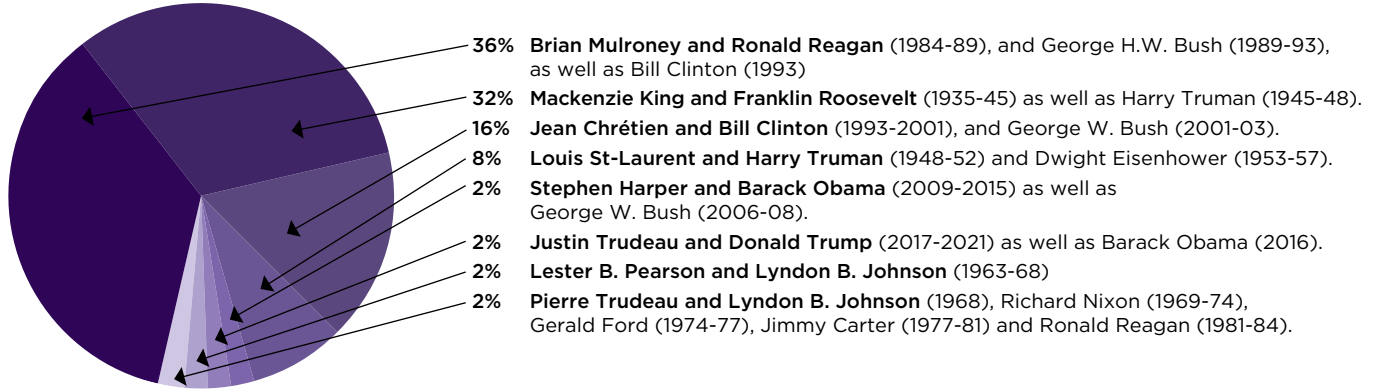 36% Brian Mulroney and Ronald Reagan (1984-89), and George H.W. Bush (1989-93),
as well as Bill Clinton (1993)
32% Mackenzie King and Franklin Roosevelt (1935-45) as well as Harry Truman (1945-48).
16% Jean Chrétien and Bill Clinton (1993-2001), and George W. Bush (2001-03).
8% Louis St-Laurent and Harry Truman (1948-52) and Dwight Eisenhower (1953-57).
2% Stephen Harper and Barack Obama (2009-2015) as well as
George W. Bush (2006-08).
2% Justin Trudeau and Donald Trump (2017-2021) as well as Barack Obama (2016).
2% Lester B. Pearson and Lyndon B. Johnson (1963-68)
2% Pierre Trudeau and Lyndon B. Johnson (1968), Richard Nixon (1969-74),
Gerald Ford (1974-77), Jimmy Carter (1977-81) and Ronald Reagan (1981-84).